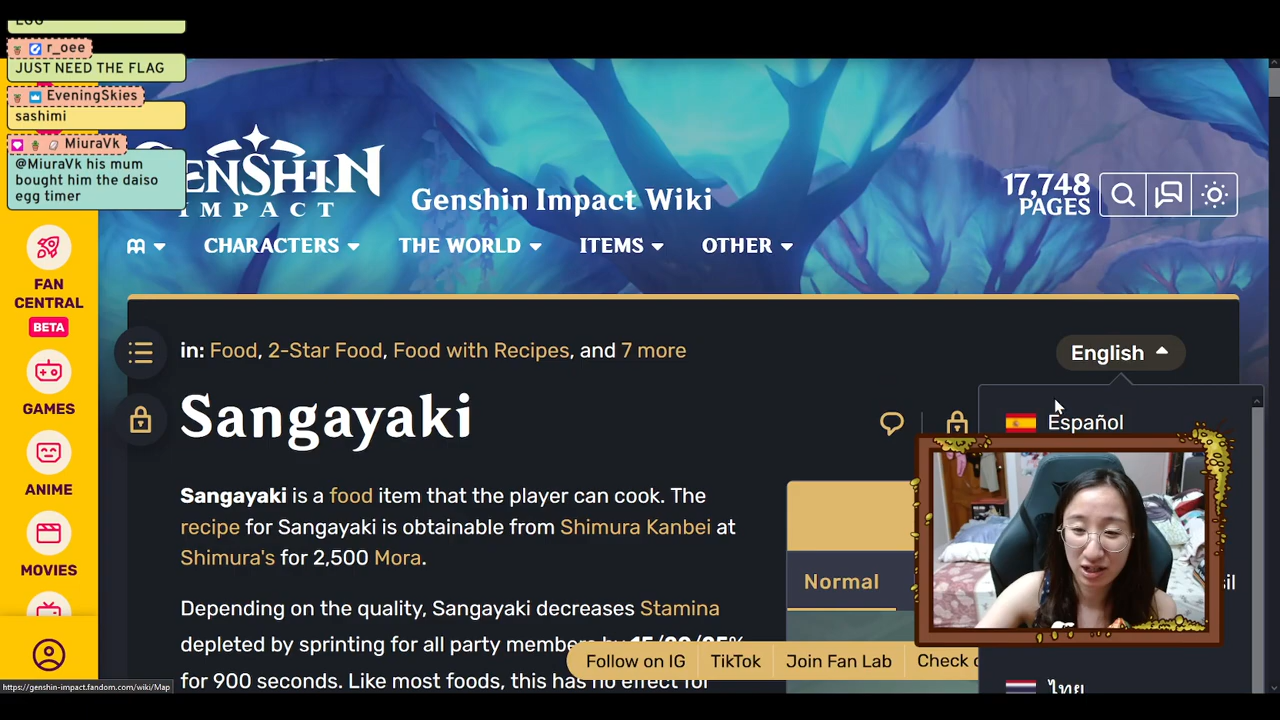 EGG
r_oee
JUST NEED THE FLAG
EveningSkies
sashimi
MiuraVk
@MiuraVk his mum
bought him the daiso
egg timer
FAN
CENTRAL
BETA
GAMES
ANIME
MOVIES
GENSHIN
IMPACT
Genshin Impact Wiki
17,748
PAGES
CHARACTERS
THE WORLD
ITEMS
OTHER
in: Food, 2-Star Food, Food with Recipes, and 7 more
English
Español
Sangayaki
Sangayaki is a food item that the player can cook. The
recipe for Sangayaki is obtainable from Shimura Kanbei at
Shimura's for 2,500 Mora.
Normal
Depending on the quality, Sangayaki decreases Stamina
depleted by sprinting for all party members by
for 900 seconds. Like most foods, this has no effect for
Follow on IG
TikTok
Join Fan Lab
Check
ไทย
https://genshin-impact.fandom.com/wiki/Map